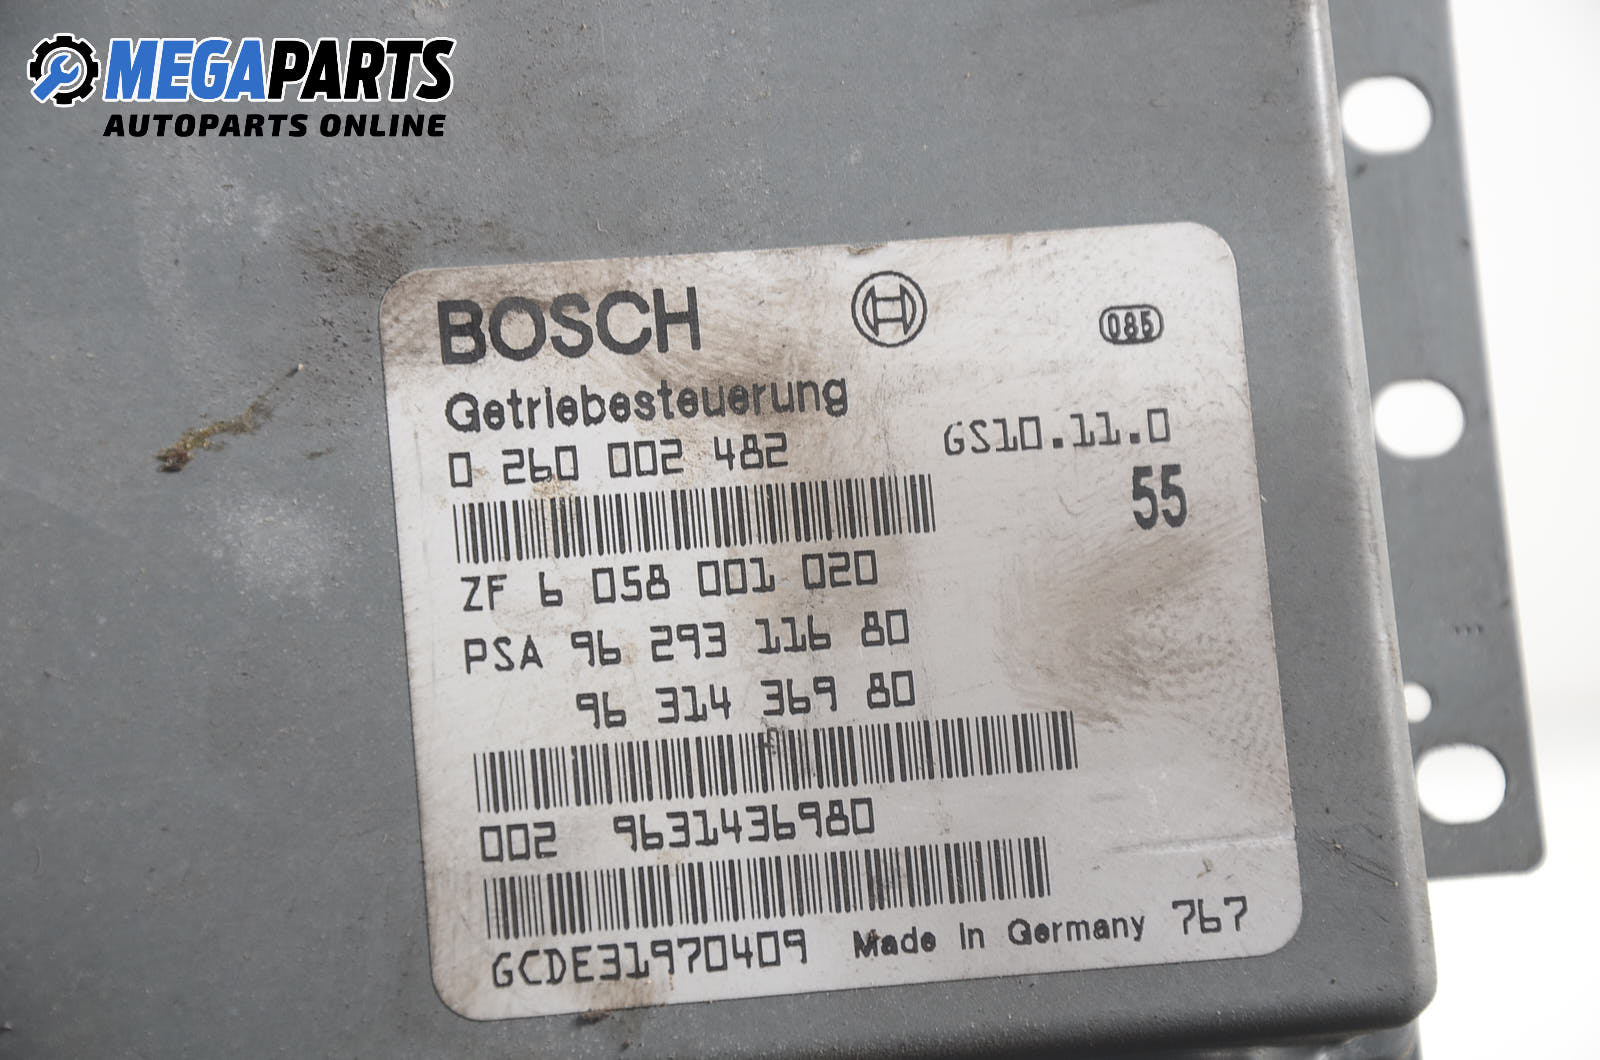 MEGAPARTS
AUTOPARTS ONLINE
BOSCH
085
Getriebesteuerung
0 260 002 482 GS10.11.0
55
ZF 6 058 001 020
PSA 96 293 116 80
96 314 369 80
002 9631436980
GCDE31970409 Made in Germany 767